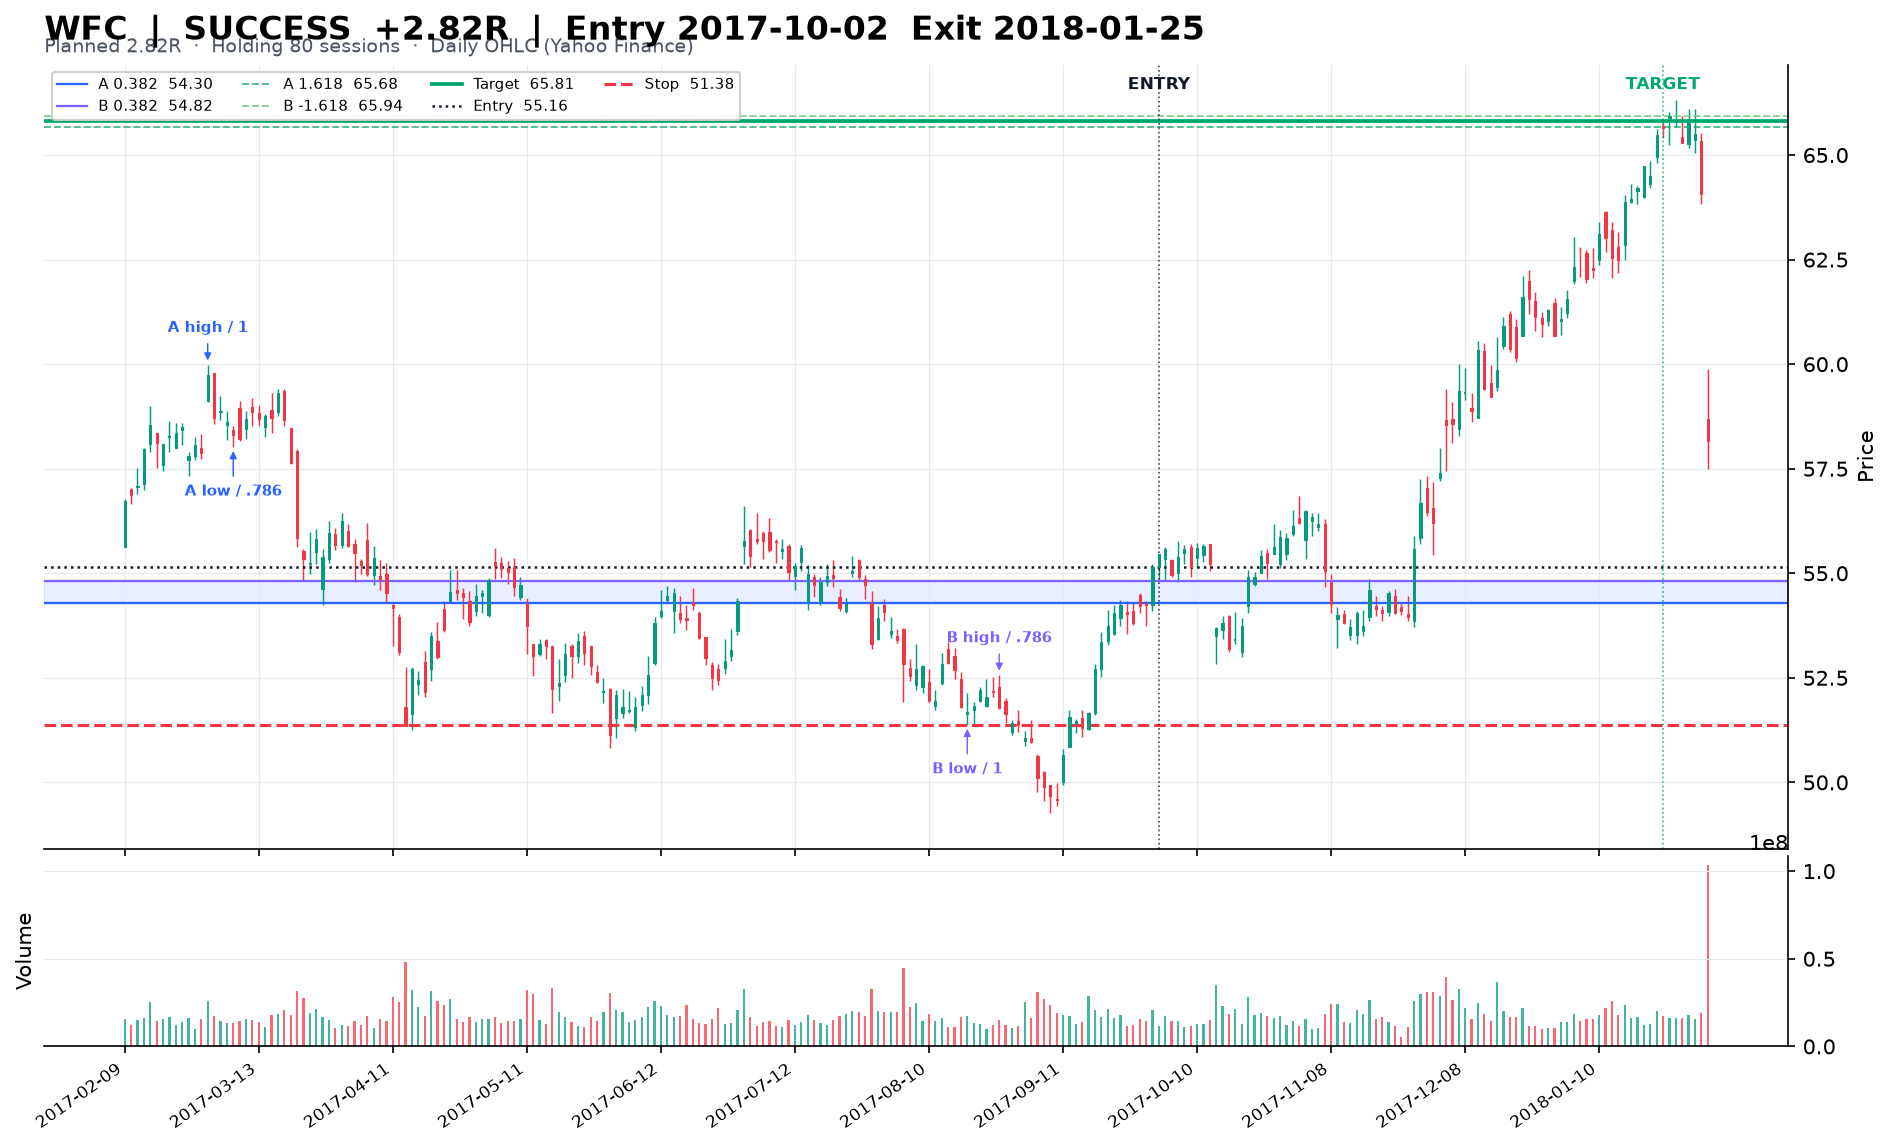 WFC | SUCCESS +2.82R | Entry 2017-10-02 Exit 2018-01-25
Planned 2.82R · Holding 80 sessions · Daily OHLC (Yahoo Finance)
A 0.382 54.30
A 1.618 65.68
Target 65.81
Stop 51.38
B 0.382 54.82
B -1.618 65.94
Entry 55.16
ENTRY
TARGET
A high / 1
A low / .786
B high / .786
B low / 1
65.0
62.5
60.0
57.5
55.0
52.5
50.0
Price
1e8
1.0
0.5
0.0
Volume
2017-02-09
2017-03-13
2017-04-11
2017-05-11
2017-06-12
2017-07-12
2017-08-10
2017-09-11
2017-10-10
2017-11-08
2017-12-08
2018-01-10